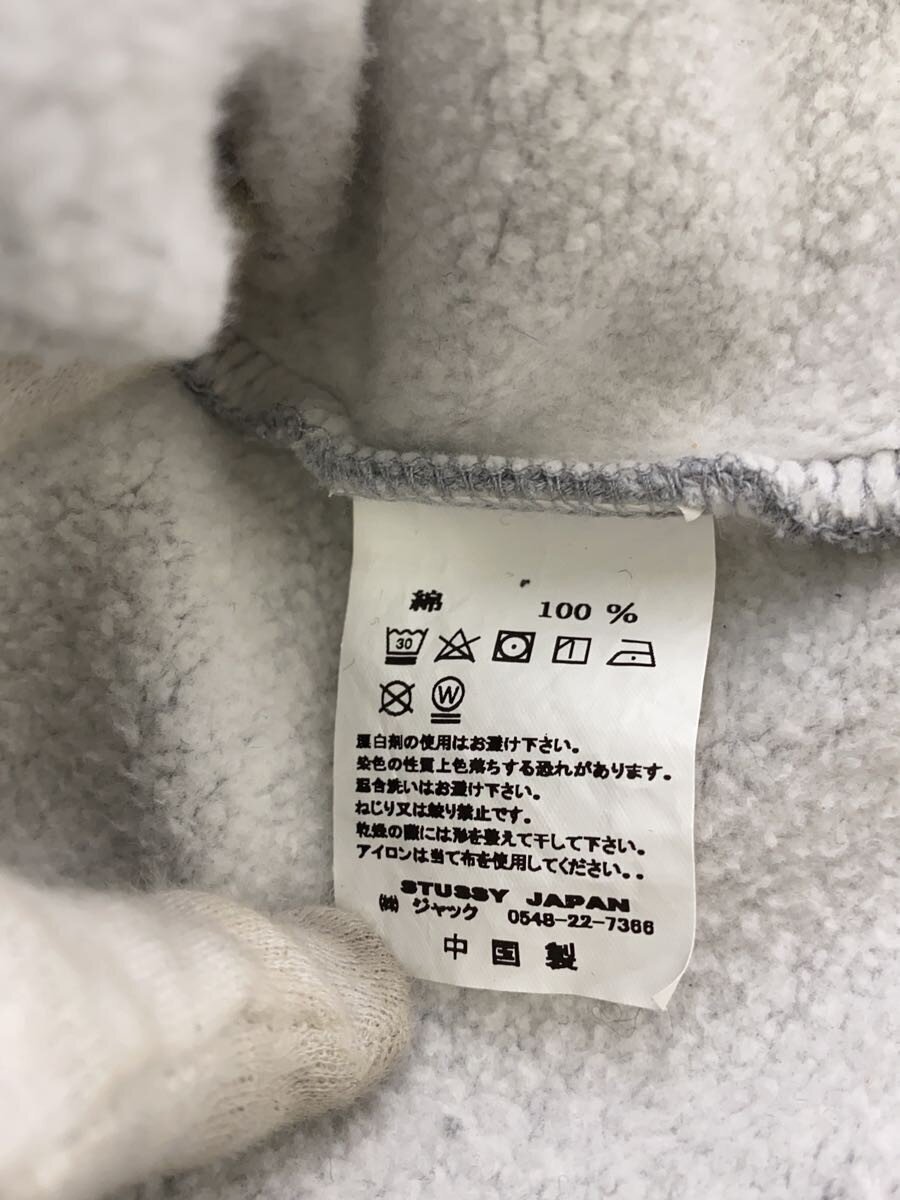 綿 100 %
30
W
漂白剤の使用はお避け下さい。
染色の性質上色落ちする恐れがあります。
混合洗いはお避け下さい。
ねじり又は絞り禁止です。
乾燥の際には形を整えて干して下さい。
アイロンは当て布を使用してください。.
STUSSY JAPAN
㈱ ジャック 0548-22-7366
中国製